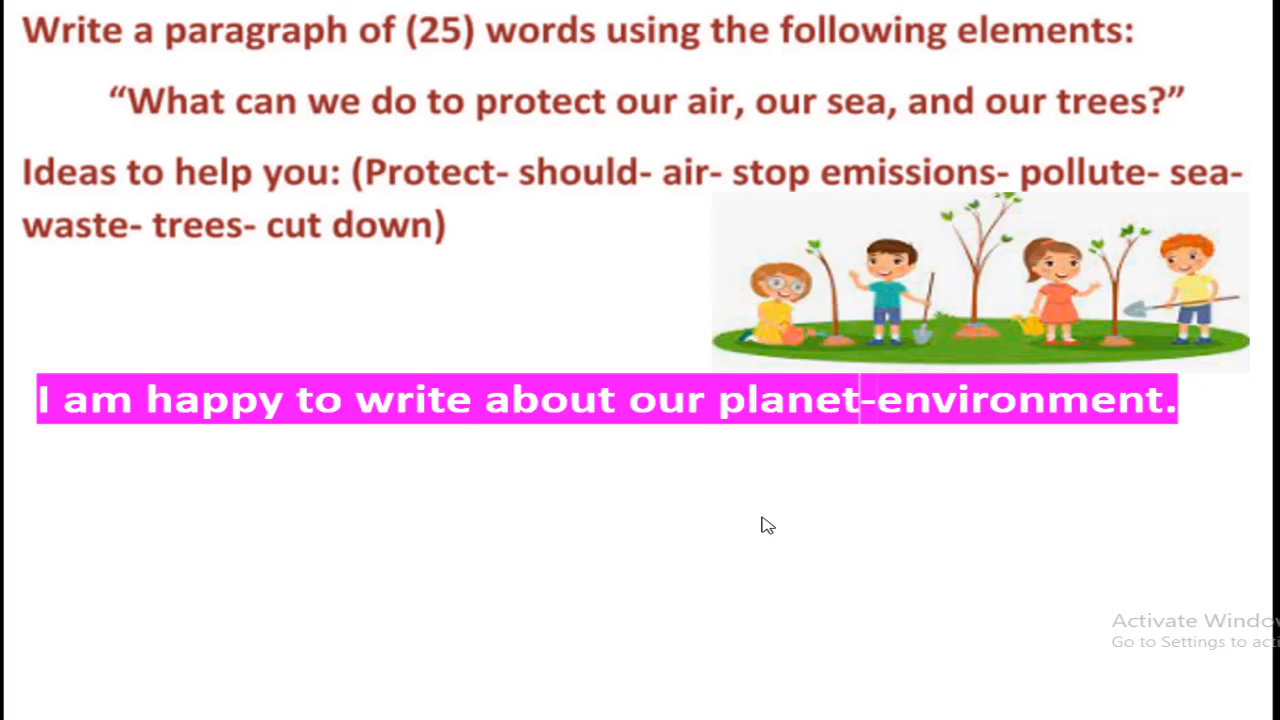 Write a paragraph of (25) words using the following elements:
“What can we do to protect our air, our sea, and our trees?”
Ideas to help you: (Protect- should- air- stop emissions- pollute- sea-
waste- trees- cut down)
I am happy to write about our planet-environment.
Activate Windo
Go to Settings to acti